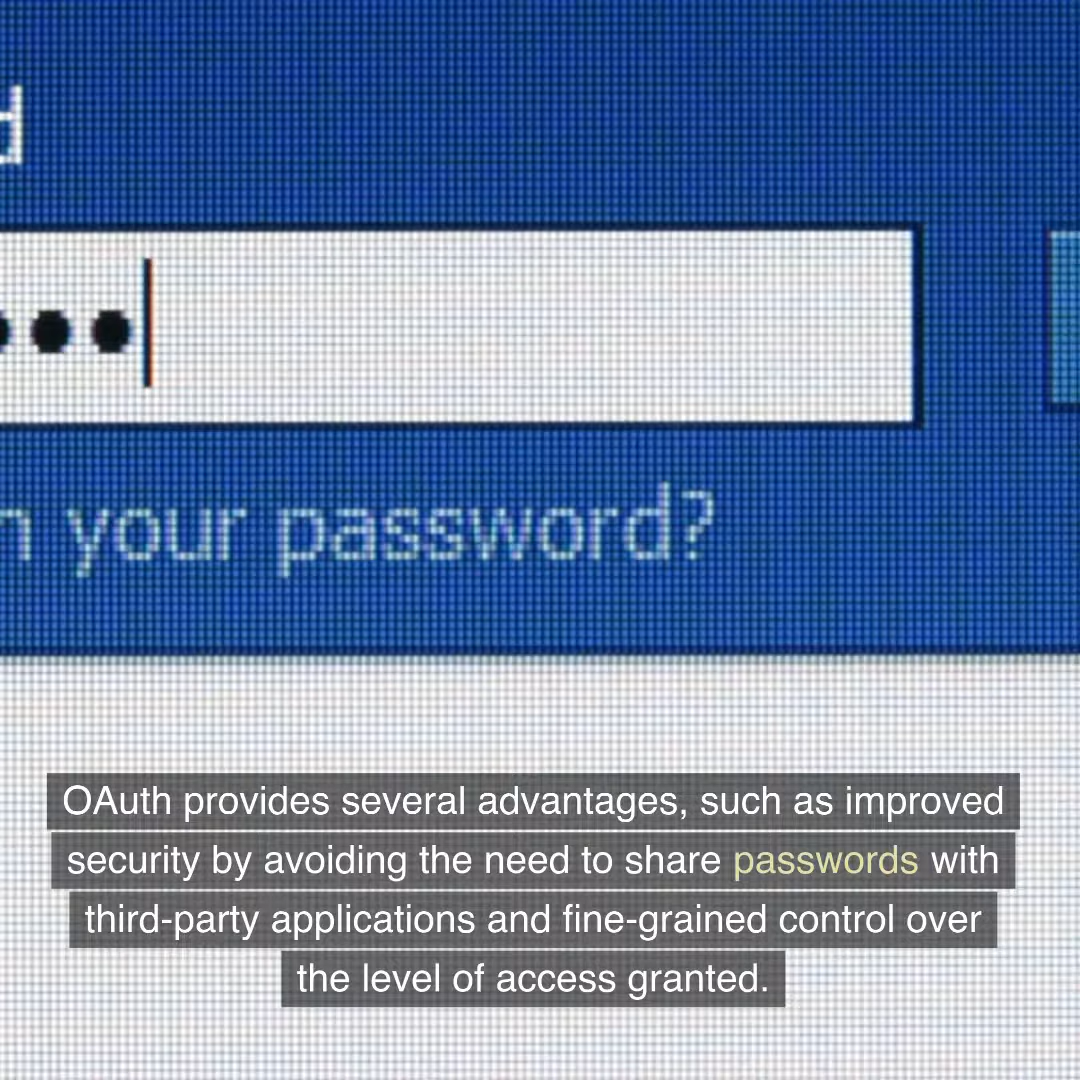 d
n your password?
OAuth provides several advantages, such as improved
security by avoiding the need to share passwords with
third-party applications and fine-grained control over
the level of access granted.